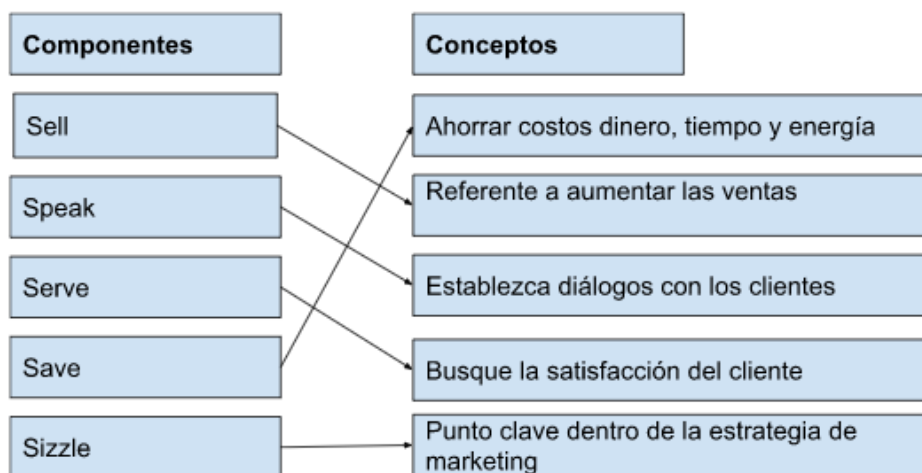 Componentes
Conceptos
Sell
Ahorrar costos dinero, tiempo y energía
Speak
Referente a aumentar las ventas
Serve
Establezca diálogos con los clientes
Save
Busque la satisfacción del cliente
Sizzle
Punto clave dentro de la estrategia de
marketing